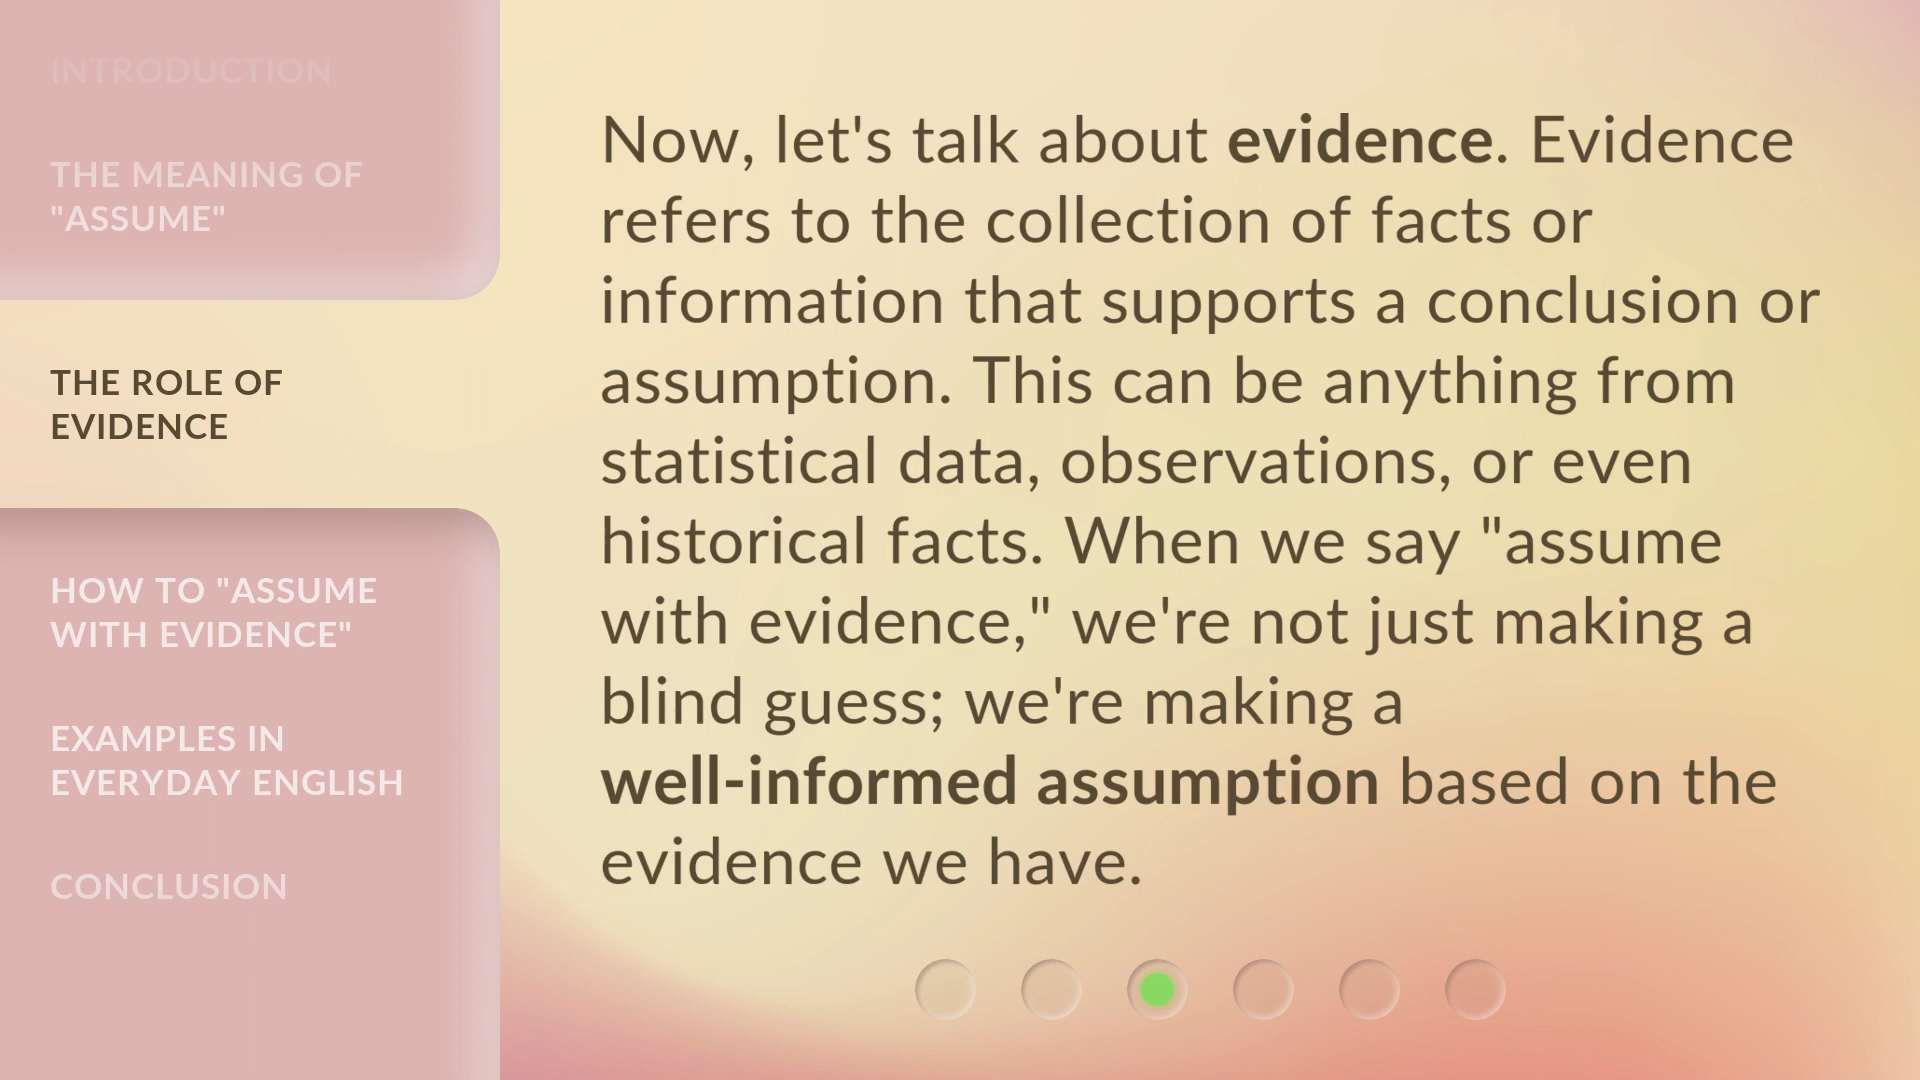 INTRODUCTION
THE MEANING OF
"ASSUME"
THE ROLE OF
EVIDENCE
HOW TO "ASSUME
WITH EVIDENCE"
EXAMPLES IN
EVERYDAY ENGLISH
CONCLUSION
Now, let's talk about evidence. Evidence
refers to the collection of facts or
information that supports a conclusion or
assumption. This can be anything from
statistical data, observations, or even
historical facts. When we say "assume
with evidence," we're not just making a
blind guess; we're making a
well-informed assumption based on the
evidence we have.